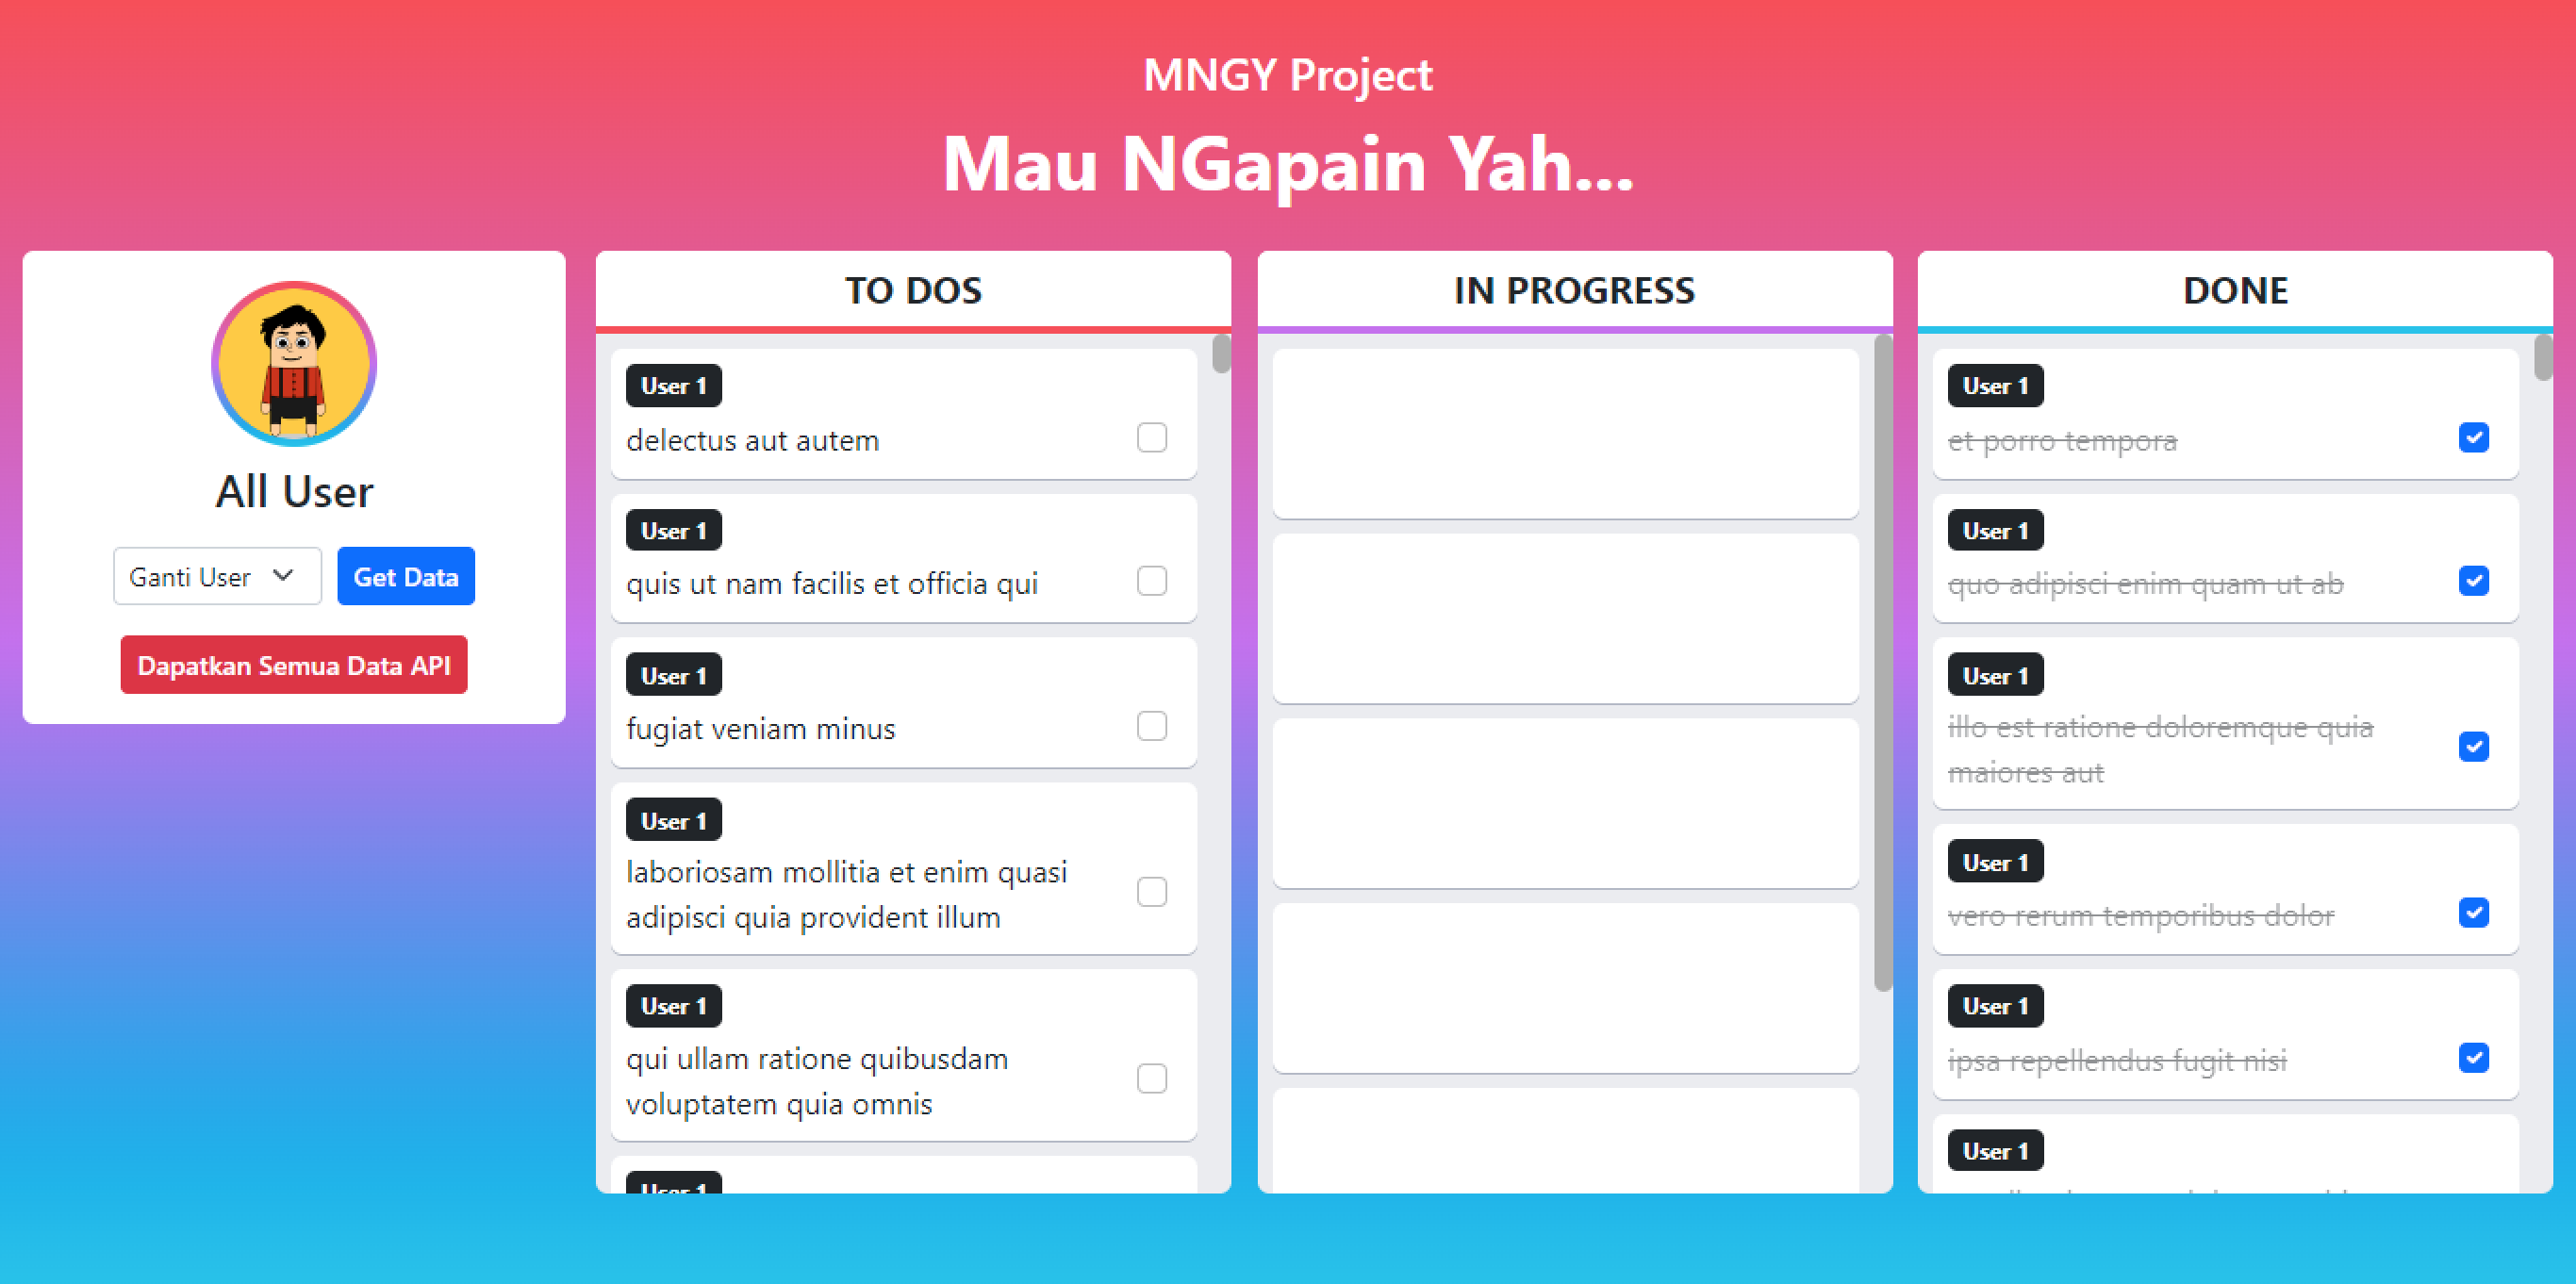 MNGY Project
Mau NGapain Yah...
All User
Ganti User
Get Data
Dapatkan Semua Data API
TO DOS
User 1
delectus aut autem
User 1
quis ut nam facilis et officia qui
User 1
fugiat veniam minus
User 1
laboriosam mollitia et enim quasi
adipisci quia provident illum
User 1
qui ullam ratione quibusdam
voluptatem quia omnis
User 1
IN PROGRESS
DONE
User 1
et porro tempora
User 1
quo adipisci enim quam ut ab
User 1
illo est ratione doloremque quia
maiores aut
User 1
vero rerum temporibus dolor
User 1
ipsa repellendus fugit nisi
User 1